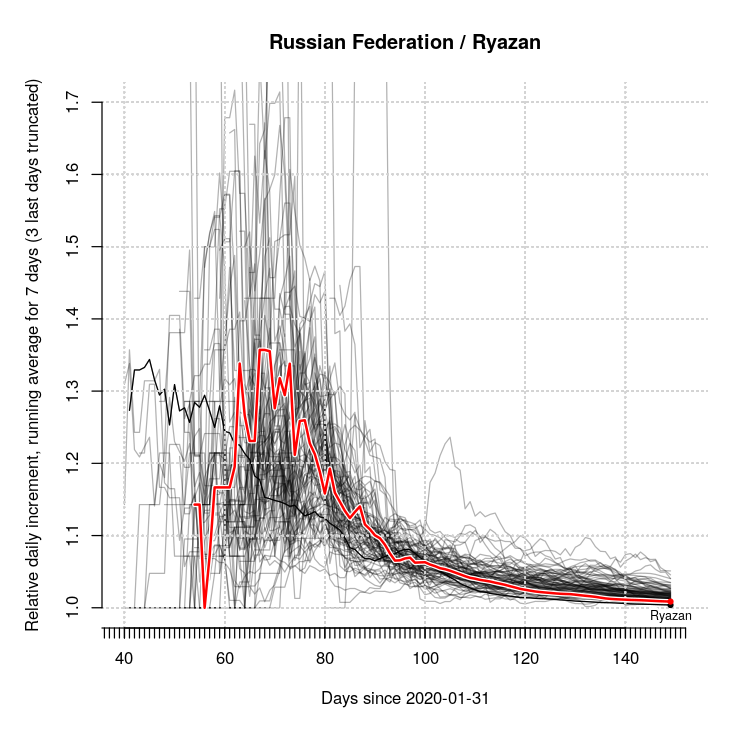 Russian Federation / Ryazan
Relative daily increment, running average for 7 days (3 last days truncated)
1.7
1.6
1.5
1.4
1.3
1.2
1.1
1.0
Ryazan
40 60 80 100 120 140
Days since 2020-01-31